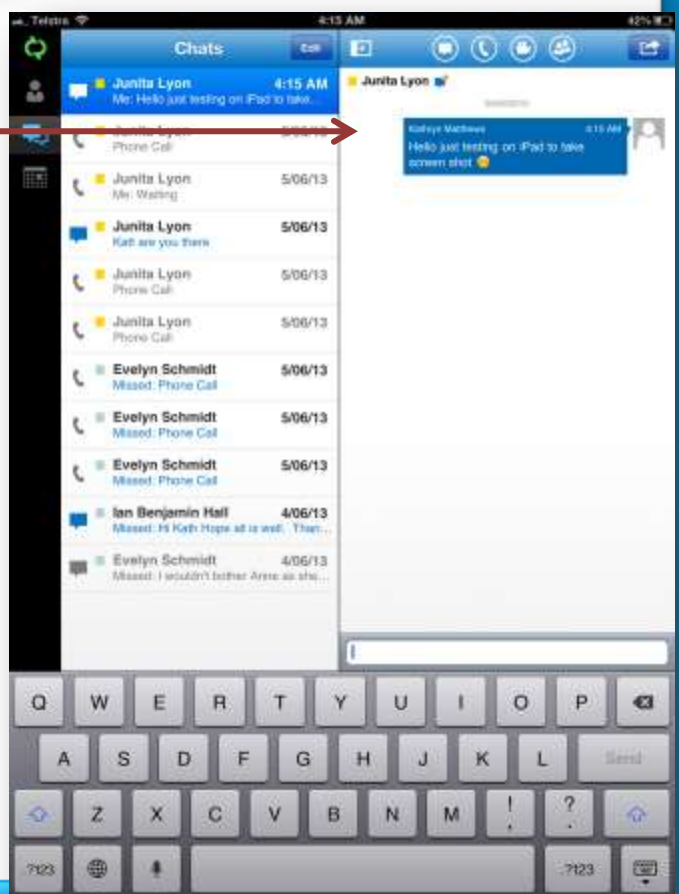 Telstra 4:15 AM 42%
Chats Edit
Junita Lyon 4:15 AM
Me: Hello just testing on iPad to take...
Junita Lyon 5/06/13
Phone Call
Junita Lyon 5/06/13
Me: Waiting
Junita Lyon 5/06/13
Kath are you there
Junita Lyon 5/06/13
Phone Call
Junita Lyon 5/06/13
Phone Call
Evelyn Schmidt 5/06/13
Missed: Phone Call
Evelyn Schmidt 5/06/13
Missed: Phone Call
Evelyn Schmidt 5/06/13
Missed: Phone Call
Ian Benjamin Hall 4/06/13
Missed: Hi Kath Hope all is well. Than...
Evelyn Schmidt 4/06/13
Missed: I wouldn't bother Anne as she...
Junita Lyon
Kathryn Matthews 4:15 AM
Hello just testing on iPad to take
screen shot
Q W E R T Y U I O P
A S D F G H J K L Send
Z X C V B N M ! , ? .
.?123 .?123